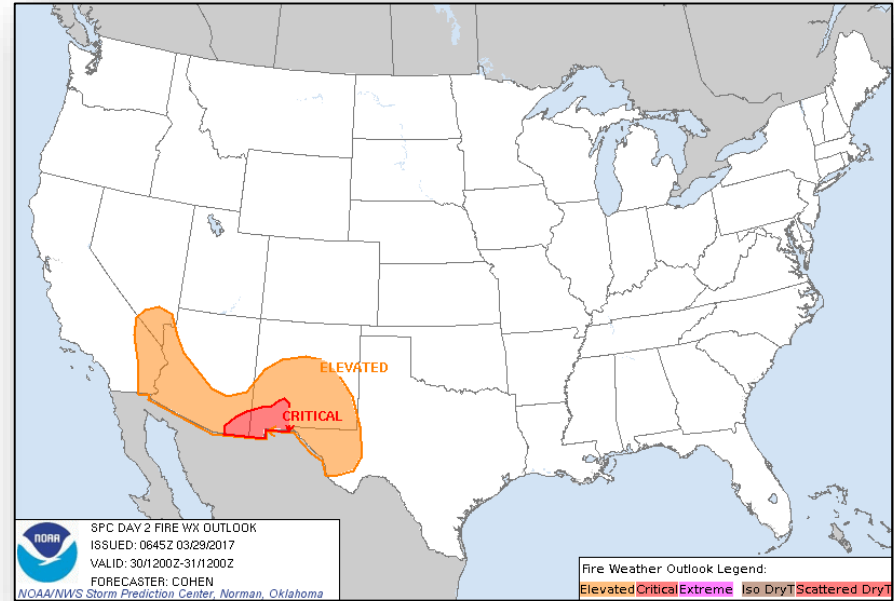 ELEVATED
CRITICAL
NOAA
SPC DAY 2 FIRE WX OUTLOOK
ISSUED: 0645Z 03/29/2017
VALID: 30/1200Z-31/1200Z
FORECASTER: COHEN
NOAA/NWS Storm Prediction Center, Norman, Oklahoma
Fire Weather Outlook Legend:
Elevated Critical Extreme Iso DryT Scattered DryT